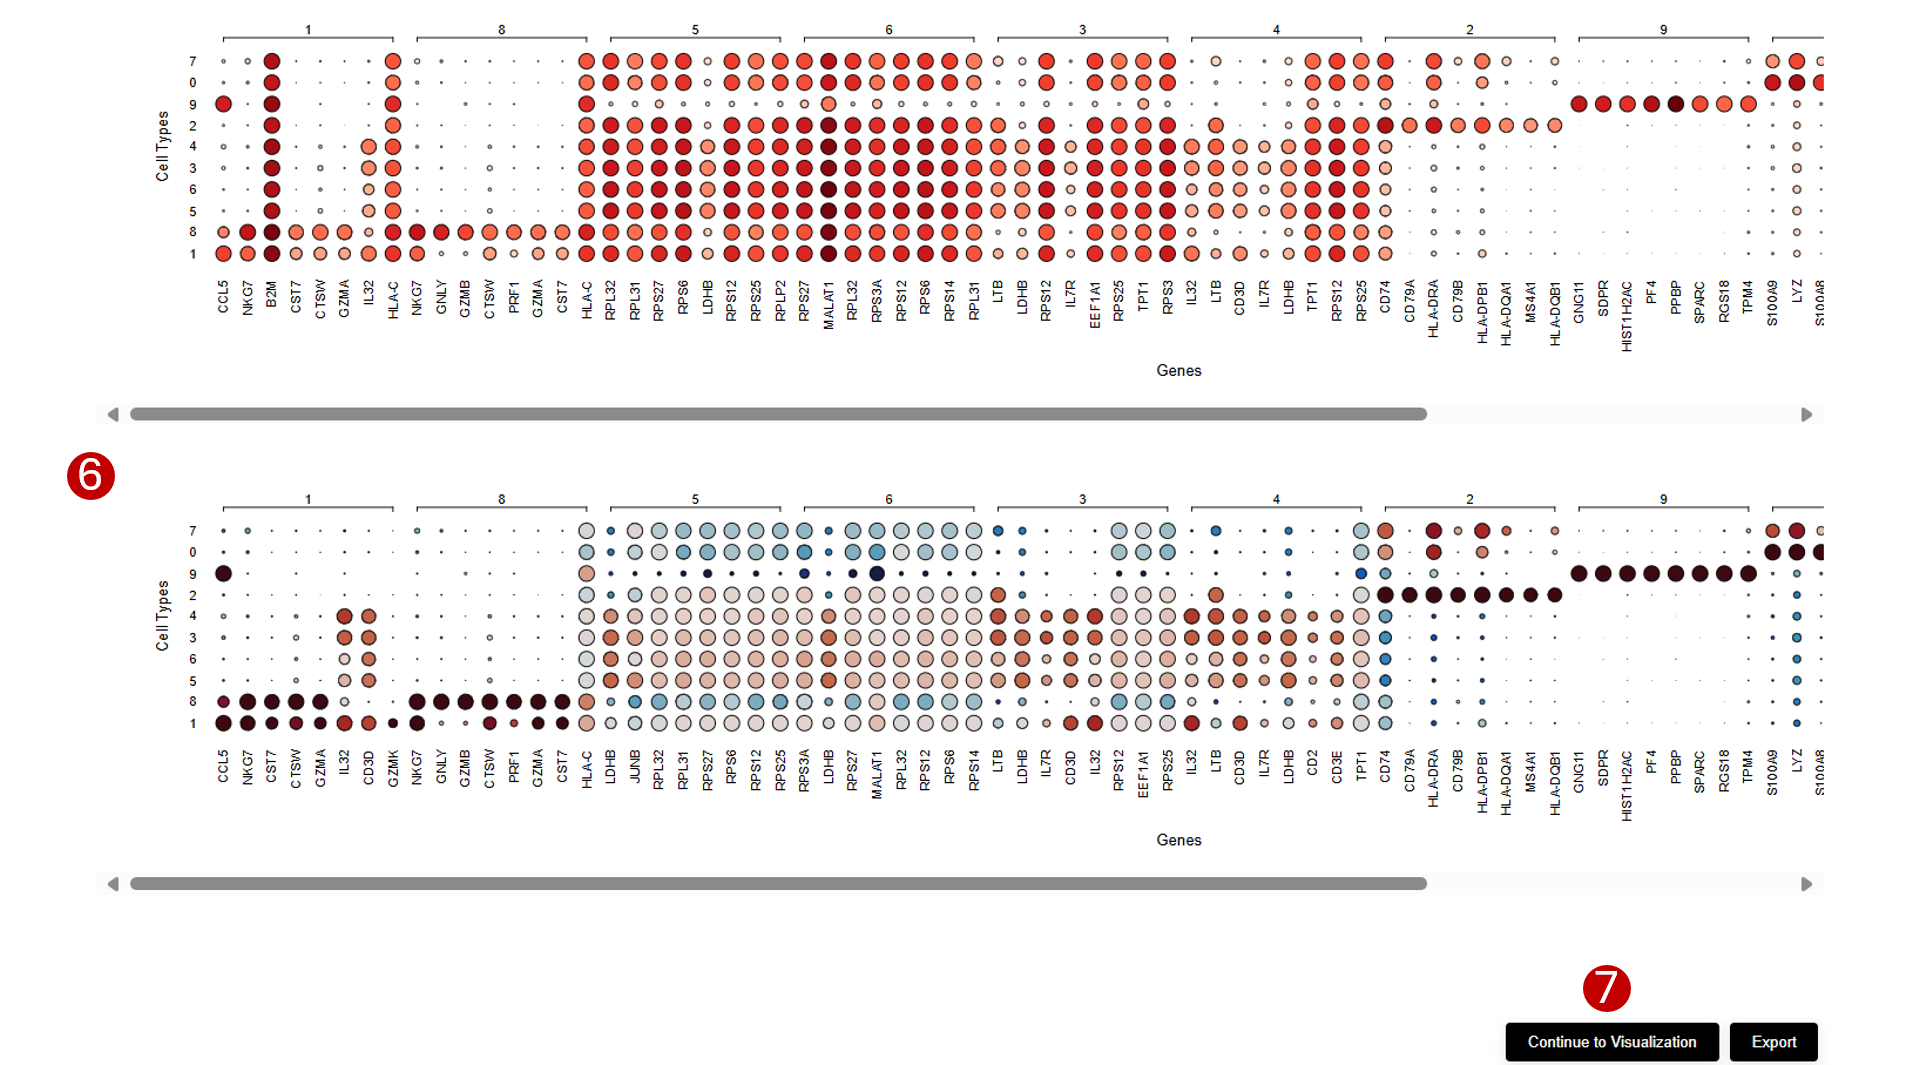 1 8 5 6 3 4 2 9
7
0
9
2
4
3
6
5
8
1
Cell Types
CCL5 NKG7 B2M CST7 CTSW GZMA IL32 HLA-C NKG7 GNLY GZMB CTSW PRF1 GZMA CST7 HLA-C RPL32 RPL31 RPS27 RPS6 LDHB RPS12 RPS25 RPLP2 RPS27 MALAT1 RPL32 RPS3A RPS12 RPS6 RPS14 RPL31 LTB LDHB RPS12 IL7R EEF1A1 RPS25 TPT1 RPS3 IL32 LTB CD3D IL7R LDHB TPT1 RPS12 RPS25 CD74 CD79A HLA-DRA CD79B HLA-DPB1 HLA-DQA1 MS4A1 HLA-DQB1 GNG11 SDPR HIST1H2AC PF4 PPBP SPARC RGS18 TPM4 S100A9 LYZ S100A8
Genes
6
1 8 5 6 3 4 2 9
7
0
9
2
4
3
6
5
8
1
Cell Types
CCL5 NKG7 CST7 CTSW GZMA IL32 CD3D GZMK NKG7 GNLY GZMB CTSW PRF1 GZMA CST7 HLA-C LDHB JUNB RPL32 RPL31 RPS27 RPS6 RPS12 RPS25 RPS3A LDHB RPS27 MALAT1 RPL32 RPS12 RPS6 RPS14 LTB LDHB IL7R CD3D IL32 RPS12 EEF1A1 RPS25 IL32 LTB CD3D IL7R LDHB CD2 CD3E TPT1 CD74 CD79A HLA-DRA CD79B HLA-DPB1 HLA-DQA1 MS4A1 HLA-DQB1 GNG11 SDPR HIST1H2AC PF4 PPBP SPARC RGS18 TPM4 S100A9 LYZ S100A8
Genes
7
Continue to Visualization Export